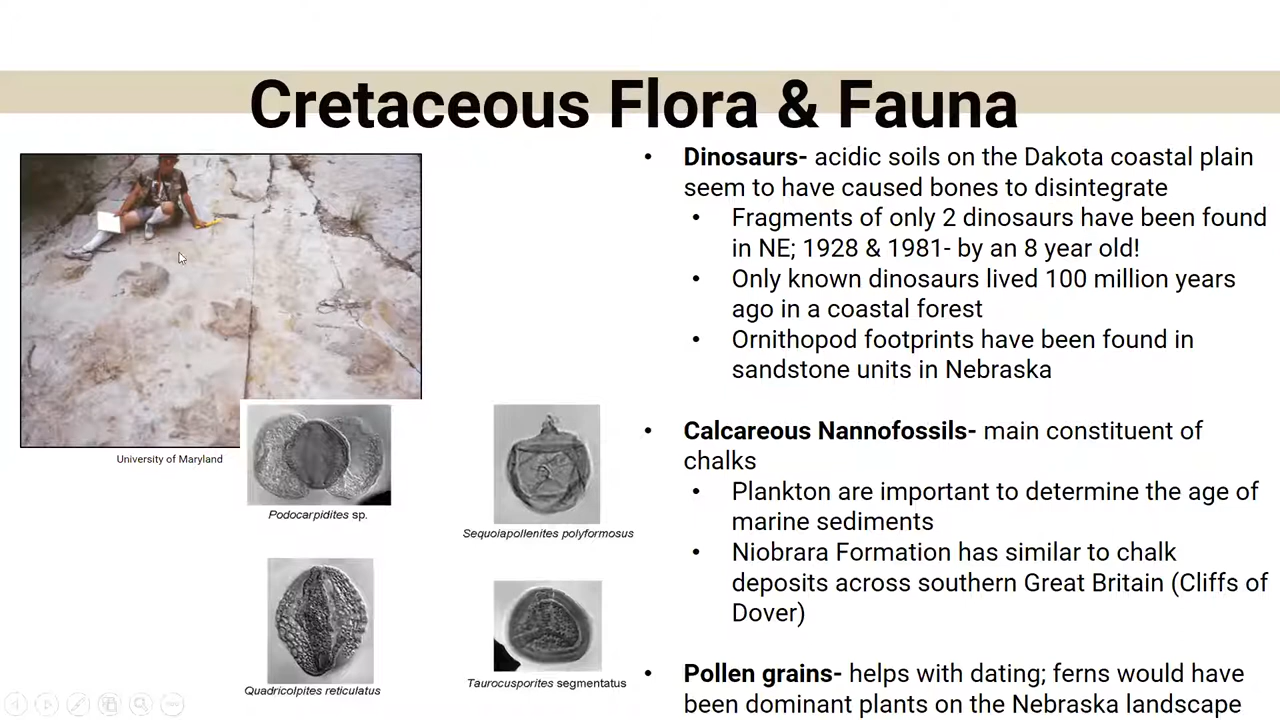 Cretaceous Flora & Fauna
• Dinosaurs- acidic soils on the Dakota coastal plain
seem to have caused bones to disintegrate
• Fragments of only 2 dinosaurs have been found
in NE; 1928 & 1981- by an 8 year old!
• Only known dinosaurs lived 100 million years
ago in a coastal forest
• Ornithopod footprints have been found in
sandstone units in Nebraska
• Calcareous Nannofossils- main constituent of
chalks
• Plankton are important to determine the age of
marine sediments
• Niobrara Formation has similar to chalk
deposits across southern Great Britain (Cliffs of
Dover)
• Pollen grains- helps with dating; ferns would have
been dominant plants on the Nebraska landscape
University of Maryland
Podocarpidites sp.
Sequoiapollenites polyformosus
Quadricolpites reticulatus
Taurocusporites segmentatus